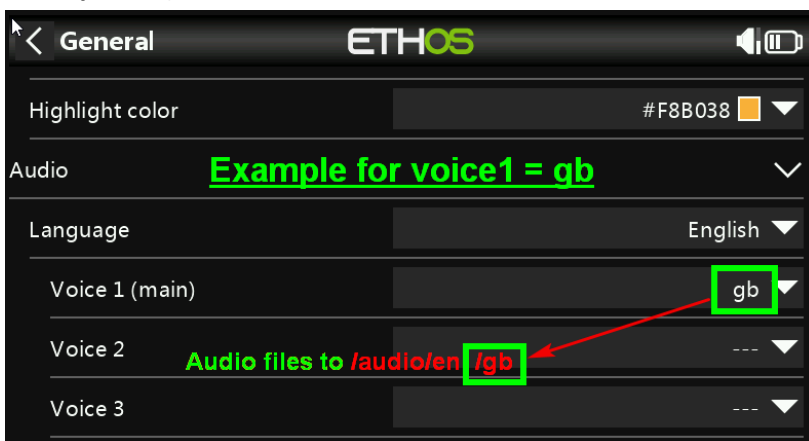 General
ETHOS
Highlight color
#F8B038
Audio
Example for voice1 = gb
Language
English
Voice 1 (main)
gb
Voice 2
---
Audio files to /audio/en /gb
Voice 3
---